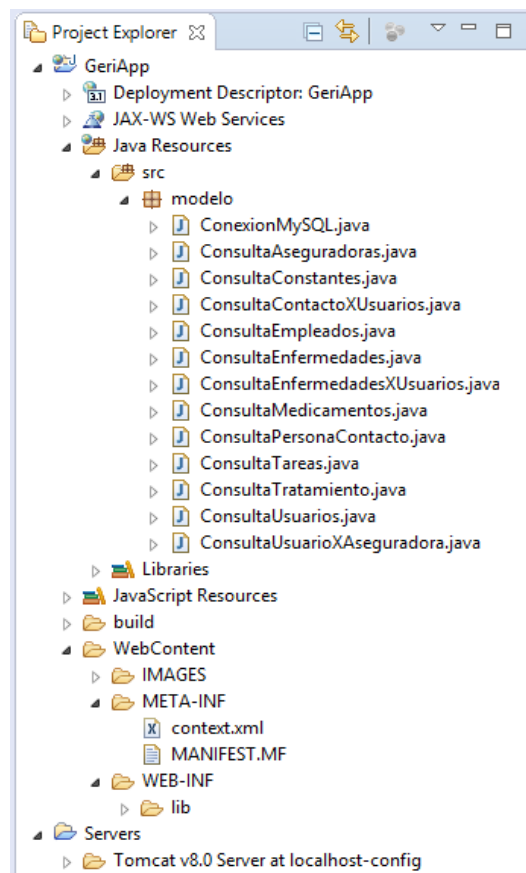 Project Explorer
GeriApp
3.1 Deployment Descriptor: GeriApp
JAX-WS Web Services
Java Resources
src
modelo
J ConexionMySQL.java
J ConsultaAseguradoras.java
J ConsultaConstantes.java
J ConsultaContactoXUsuarios.java
J ConsultaEmpleados.java
J ConsultaEnfermedades.java
J ConsultaEnfermedadesXUsuarios.java
J ConsultaMedicamentos.java
J ConsultaPersonaContacto.java
J ConsultaTareas.java
J ConsultaTratamiento.java
J ConsultaUsuarios.java
J ConsultaUsuarioXAseguradora.java
Libraries
JavaScript Resources
build
WebContent
IMAGES
META-INF
X context.xml
MANIFEST.MF
WEB-INF
lib
Servers
Tomcat v8.0 Server at localhost-config